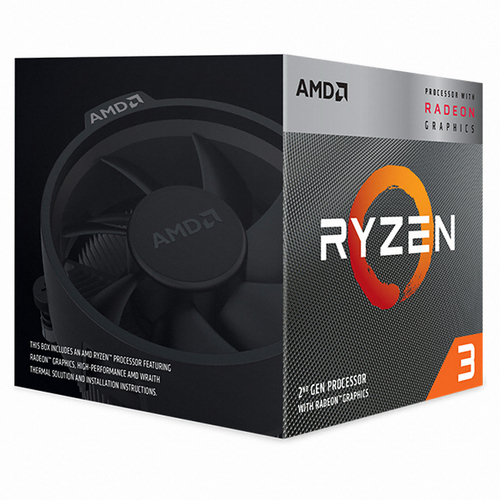 AMD
AMD
THIS BOX INCLUDES AN AMD RYZEN™ PROCESSOR FEATURING
RADEON™ GRAPHICS, HIGH-PERFORMANCE AMD WRAITH
THERMAL SOLUTION AND INSTALLATION INSTRUCTIONS.
AMD
PROCESSOR WITH
RADEON
GRAPHICS
RYZEN
2ND GEN PROCESSOR
WITH RADEON™ GRAPHICS
3